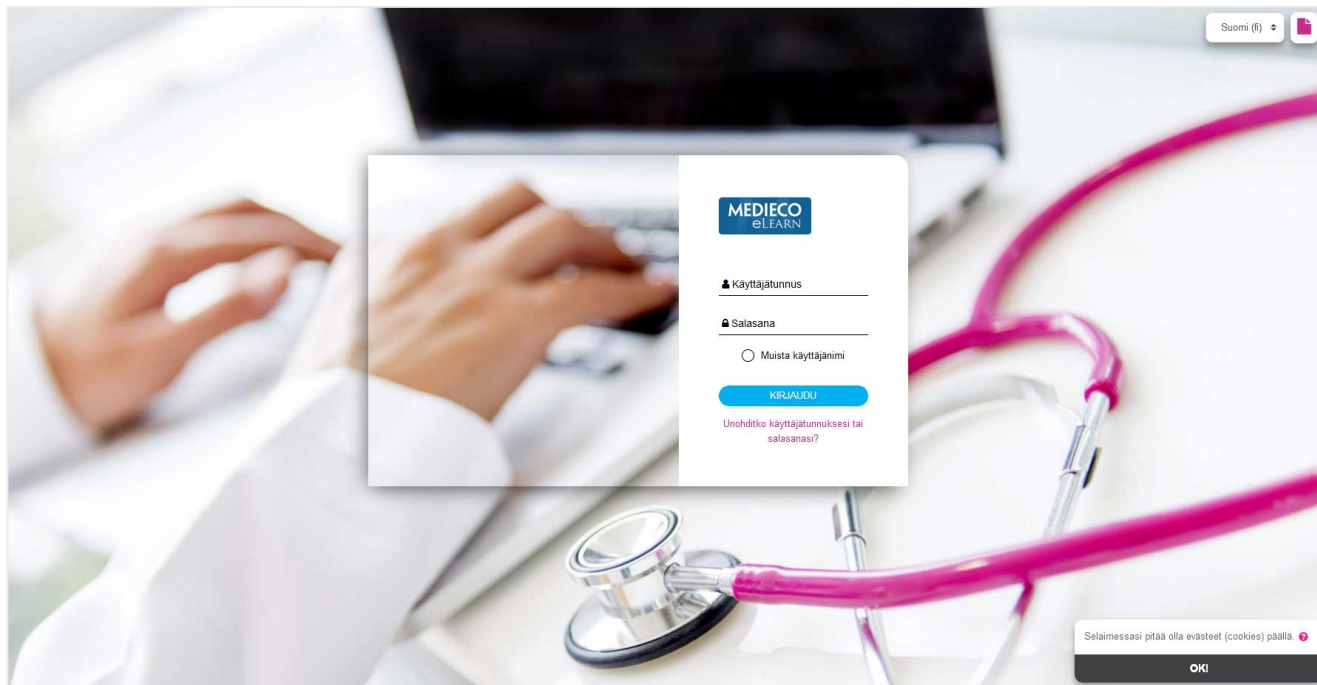 Suomi (fi)
MEDIECO
eLEARN
Käyttäjätunnus
Salasana
Muista käyttäjänimi
KIRJAUDU
Unohditko käyttäjätunnuksesi tai
salasanasi?
Selaimessasi pitää olla evästeet (cookies) päällä. ?
OK!